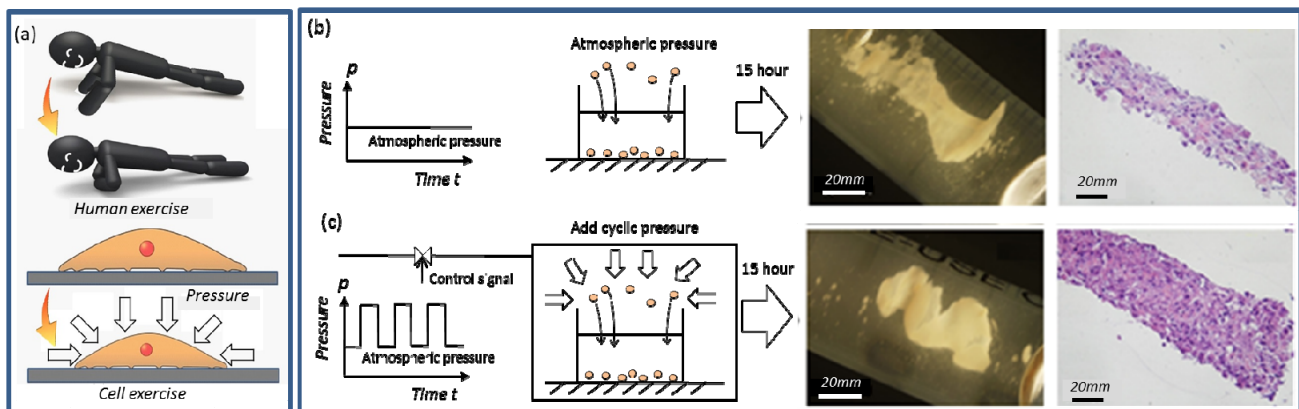 (a)
Human exercise
Pressure
Cell exercise
(b)
Pressure
p
Atmospheric pressure
Time t
Atmospheric pressure
15 hour
20mm
20mm
(c)
Control signal
Pressure
p
Atmospheric pressure
Time t
Add cyclic pressure
15 hour
20mm
20mm